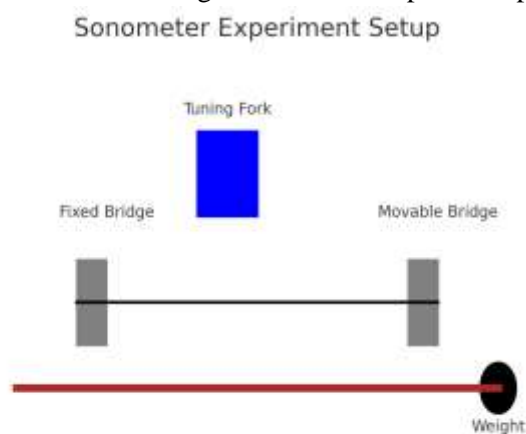 Sonometer Experiment Setup
Tuning Fork
Fixed Bridge
Movable Bridge
Weight